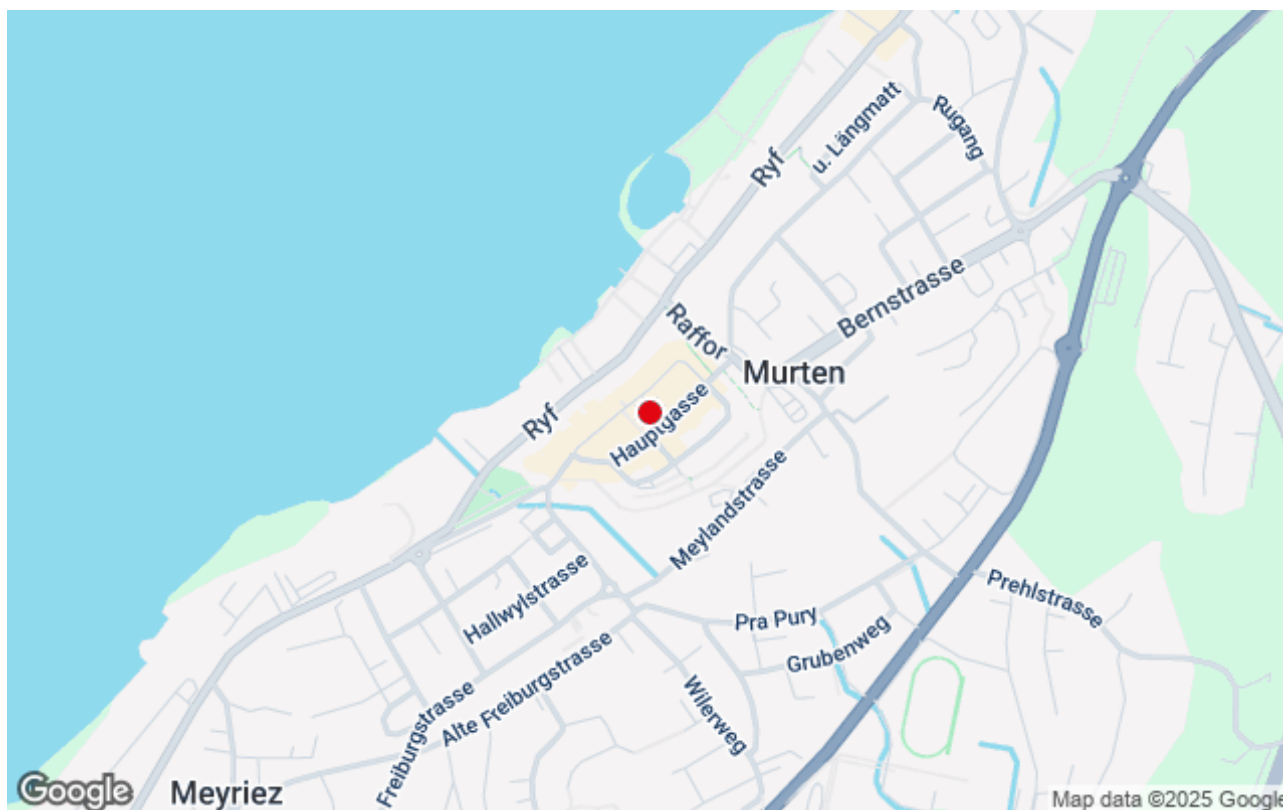 Rugang
u. Längmatt
Ryf
Bernstrasse
Raffor
Murten
Ryf
Hauptgasse
Meylandstrasse
Prehlstrasse
Hallwylstrasse
Pra Pury
Grubenweg
Alte Freiburgstrasse
Freiburgstrasse
Wilerweg
Meyriez
Google
Map data ©2025 Google